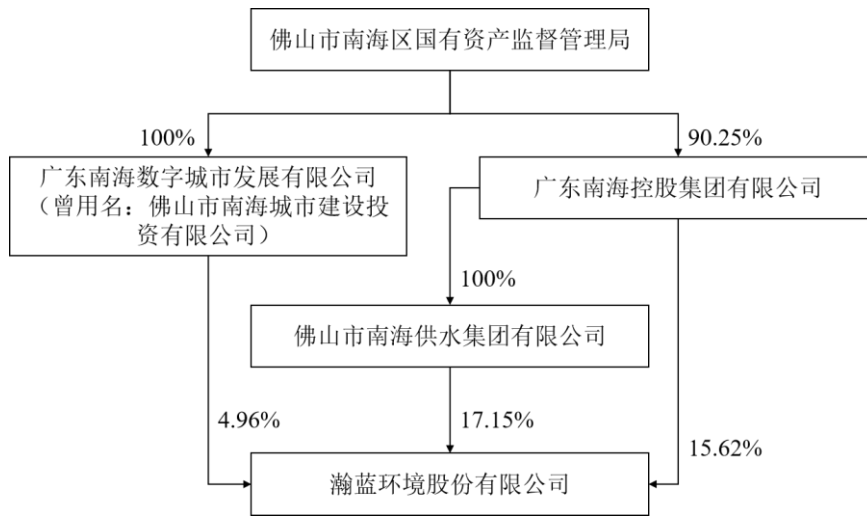 佛山市南海区国有资产监督管理局
100%
90.25%
广东南海数字城市发展有限公司
（曾用名：佛山市南海城市建设投
资有限公司）
广东南海控股集团有限公司
100%
佛山市南海供水集团有限公司
4.96%
17.15%
15.62%
瀚蓝环境股份有限公司